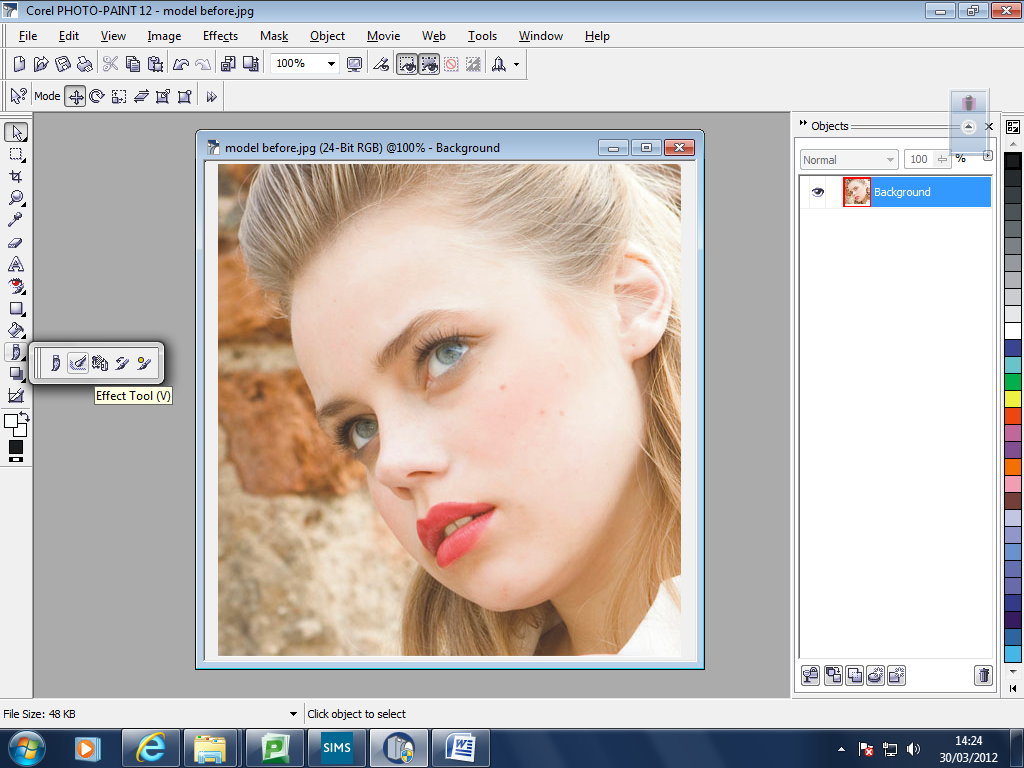 Corel PHOTO-PAINT 12 - model before.jpg
File Edit View Image Effects Mask Object Movie Web Tools Window Help
100%
Mode
Objects
model before.jpg (24-Bit RGB) @100% - Background
Normal 100 %
Background
Effect Tool (V)
File Size: 48 KB Click object to select
SIMS
14:24
30/03/2012